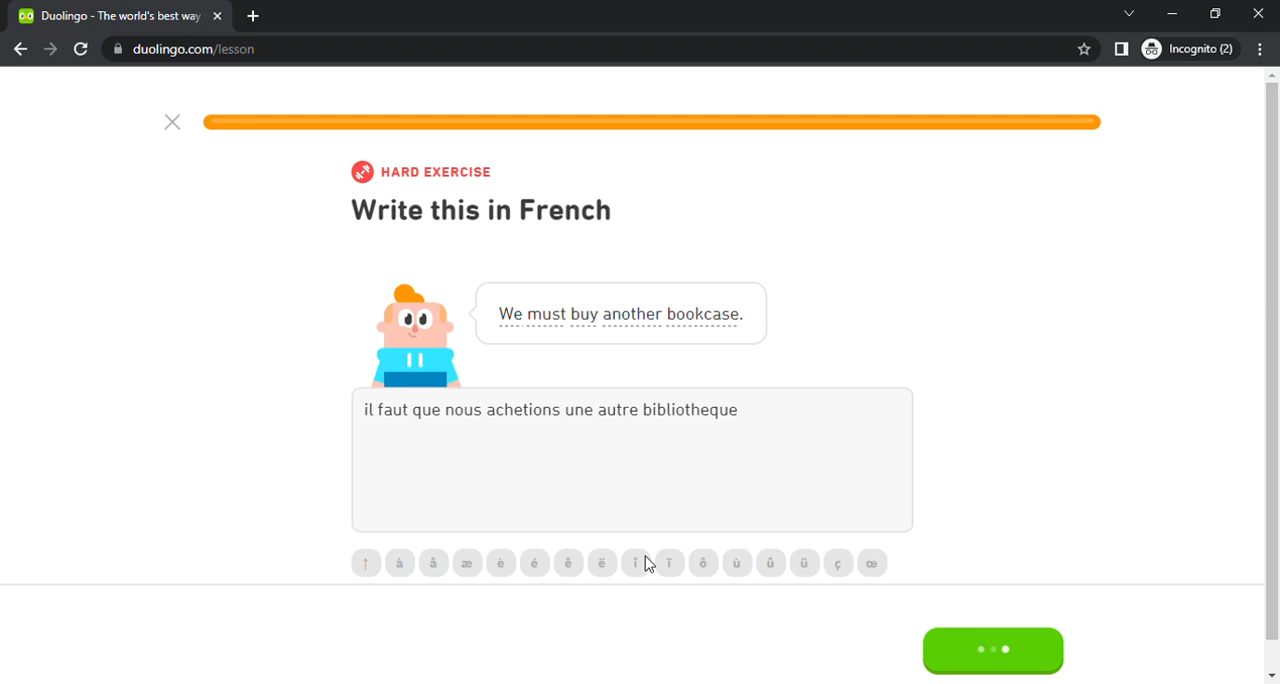 Duolingo - The world's best way
duolingo.com/lesson
Incognito (2)
HARD EXERCISE
Write this in French
We must buy another bookcase.
il faut que nous achetions une autre bibliotheque
↑ à â æ è é ê ë î ï ô ù û ü ç œ